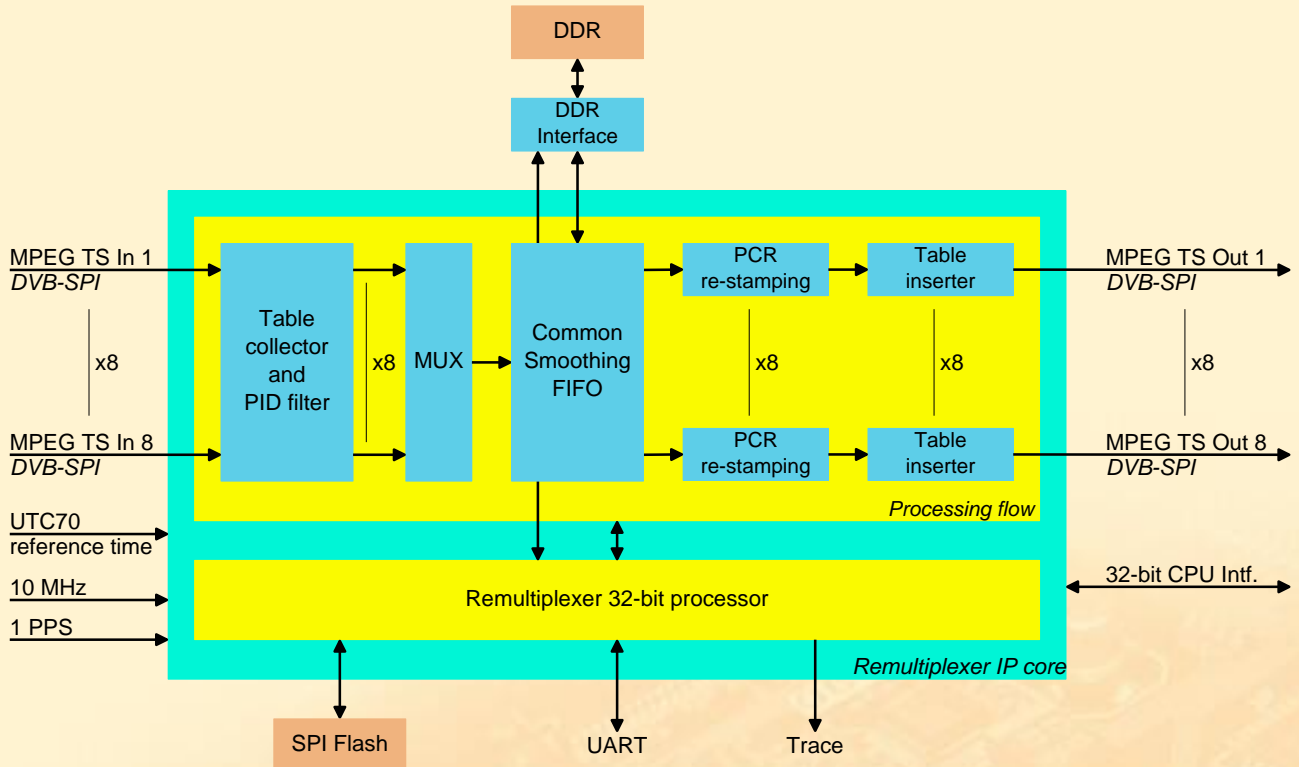 DDR
DDR
Interface
MPEG TS In 1
DVB-SPI
x8
MPEG TS In 8
DVB-SPI
UTC70
reference time
10 MHz
1 PPS
Table
collector
and
PID filter
x8
MUX
Common
Smoothing
FIFO
PCR
re-stamping
x8
PCR
re-stamping
Table
inserter
x8
Table
inserter
Processing flow
MPEG TS Out 1
DVB-SPI
x8
MPEG TS Out 8
DVB-SPI
32-bit CPU Intf.
Remultiplexer 32-bit processor
Remultiplexer IP core
SPI Flash
UART
Trace